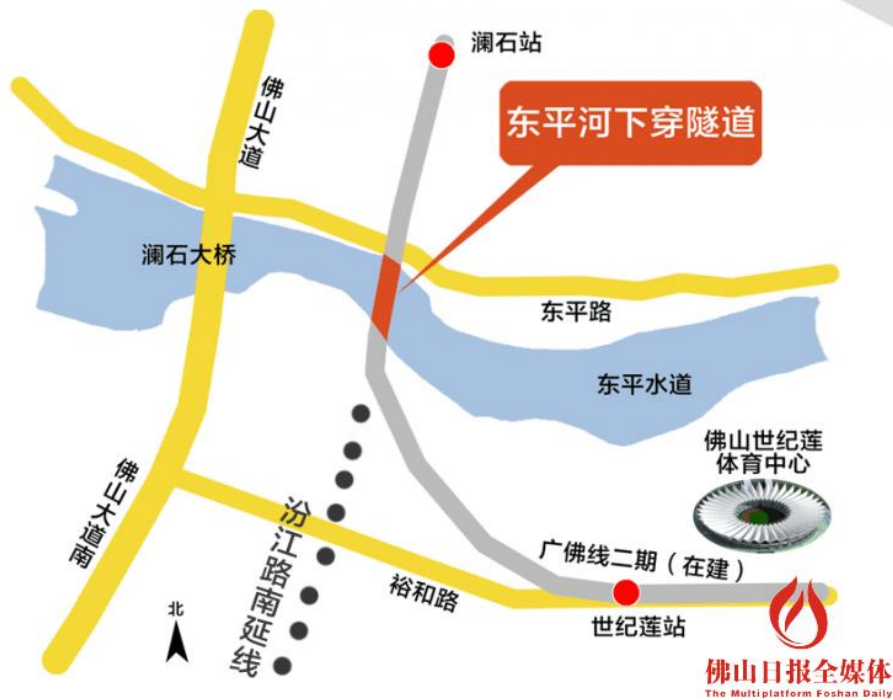 澜石站
佛山大道
东平河下穿隧道
澜石大桥
东平路
东平水道
佛山世纪莲
体育中心
佛山大道南
汾江路南延线
广佛线二期（在建）
裕和路
北
世纪莲站
佛山日报全媒体
The Multiplatform Foshan Daily